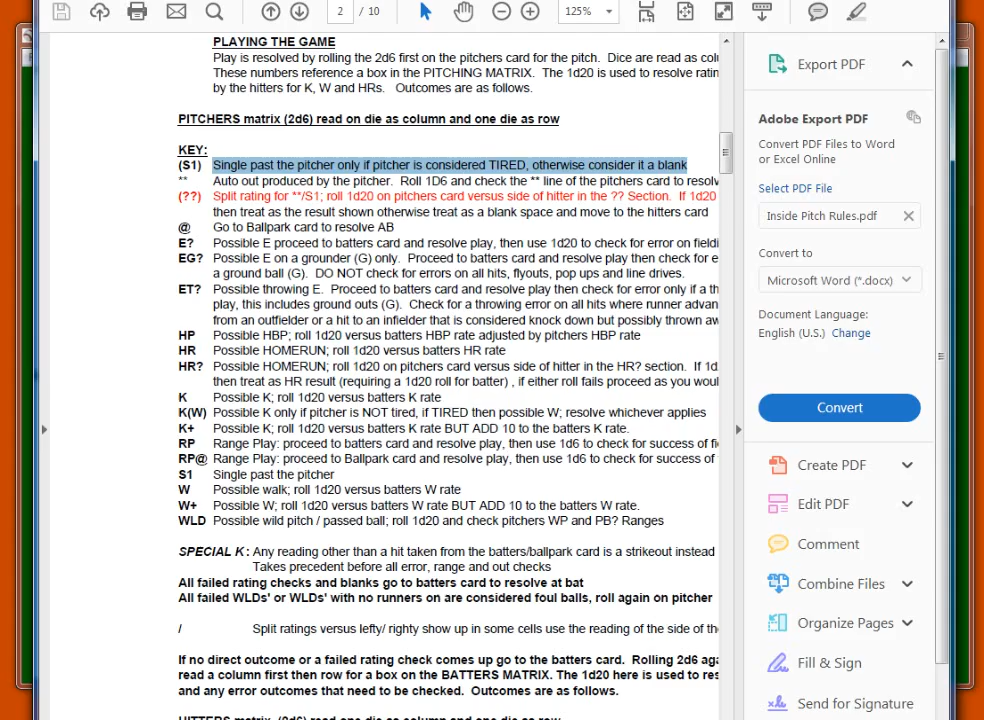 2 / 10 125%
PLAYING THE GAME
Play is resolved by rolling the 2d6 first on the pitchers card for the pitch. Dice are read as colu
These numbers reference a box in the PITCHING MATRIX. The 1d20 is used to resolve ratin
by the hitters for K, W and HRs. Outcomes are as follows.
PITCHERS matrix (2d6) read on die as column and one die as row
KEY:
(S1) Single past the pitcher only if pitcher is considered TIRED, otherwise consider it a blank
** Auto out produced by the pitcher. Roll 1D6 and check the ** line of the pitchers card to resolv
(??) Split rating for **/S1; roll 1d20 on pitchers card versus side of hitter in the ?? Section. If 1d20
then treat as the result shown otherwise treat as a blank space and move to the hitters card
@ Go to Ballpark card to resolve AB
E? Possible E proceed to batters card and resolve play, then use 1d20 to check for error on fieldi
EG? Possible E on a grounder (G) only. Proceed to batters card and resolve play then check for e
a ground ball (G). DO NOT check for errors on all hits, flyouts, pop ups and line drives.
ET? Possible throwing E. Proceed to batters card and resolve play then check for error only if a th
play, this includes ground outs (G). Check for a throwing error on all hits where runner advan
from an outfielder or a hit to an infielder that is considered knock down but possibly thrown aw
HP Possible HBP; roll 1d20 versus batters HBP rate adjusted by pitchers HBP rate
HR Possible HOMERUN; roll 1d20 versus batters HR rate
HR? Possible HOMERUN; roll 1d20 on pitchers card versus side of hitter in the HR? section. If 1d
then treat as HR result (requiring a 1d20 roll for batter) , if either roll fails proceed as you woul
K Possible K; roll 1d20 versus batters K rate
K(W) Possible K only if pitcher is NOT tired, if TIRED then possible W; resolve whichever applies
K+ Possible K; roll 1d20 versus batters K rate BUT ADD 10 to the batters K rate.
RP Range Play: proceed to batters card and resolve play, then use 1d6 to check for success of fi
RP@ Range Play: proceed to Ballpark card and resolve play, then use 1d6 to check for success of
S1 Single past the pitcher
W Possible walk; roll 1d20 versus batters W rate
W+ Possible W; roll 1d20 versus batters W rate BUT ADD 10 to the batters W rate.
WLD Possible wild pitch / passed ball; roll 1d20 and check pitchers WP and PB? Ranges
SPECIAL K : Any reading other than a hit taken from the batters/ballpark card is a strikeout instead
Takes precedent before all error, range and out checks
All failed rating checks and blanks go to batters card to resolve at bat
All failed WLDs' or WLDs' with no runners on are considered foul balls, roll again on pitcher
/ Split ratings versus lefty/ righty show up in some cells use the reading of the side of the
If no direct outcome or a failed rating check comes up go to the batters card. Rolling 2d6 aga
read a column first then row for a box on the BATTERS MATRIX. The 1d20 here is used to res
and any error outcomes that need to be checked. Outcomes are as follows.
HITTERS matrix (2d6) read one die as column and one die as row
Export PDF
Adobe Export PDF
Convert PDF Files to Word
or Excel Online
Select PDF File
Inside Pitch Rules.pdf
Convert to
Microsoft Word (*.docx)
Document Language:
English (U.S.) Change
Convert
Create PDF
Edit PDF
Comment
Combine Files
Organize Pages
Fill & Sign
Send for Signature